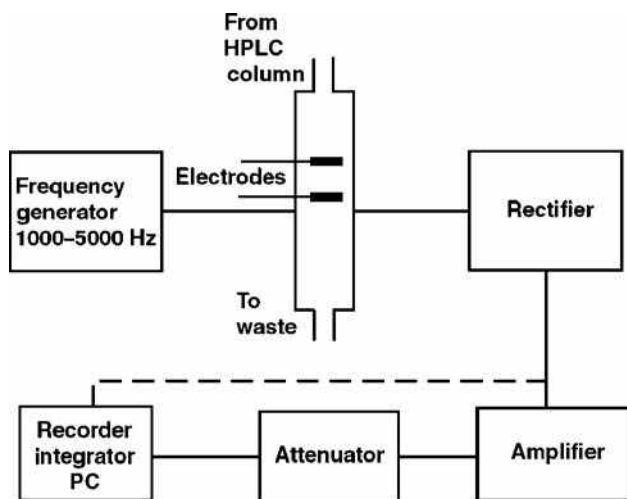 From
HPLC
column
Frequency
generator
1000–5000 Hz
Electrodes
Rectifier
To
waste
Recorder
integrator
PC
Attenuator
Amplifier